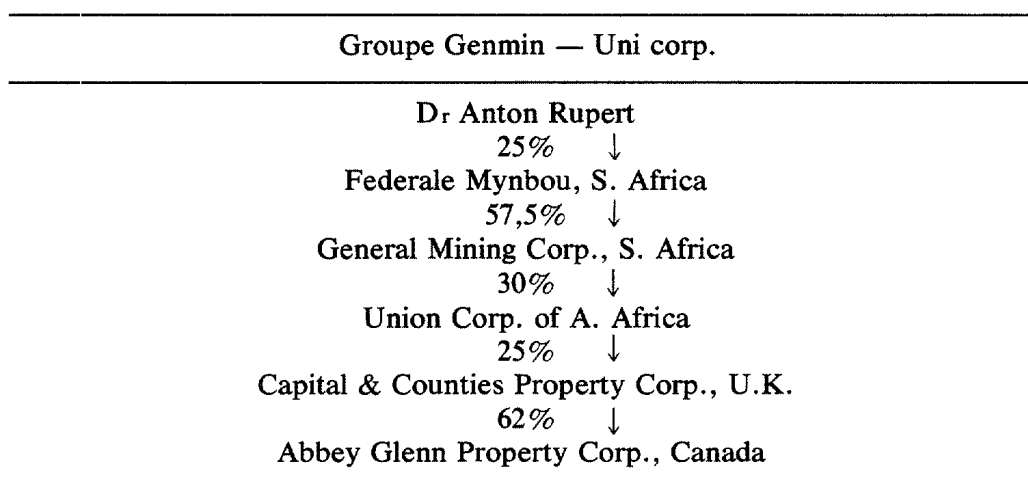 Groupe Genmin — Uni corp.
Dr Anton Rupert
25% ↓
Federale Mynbou, S. Africa
57,5% ↓
General Mining Corp., S. Africa
30% ↓
Union Corp. of A. Africa
25% ↓
Capital & Counties Property Corp., U.K.
62% ↓
Abbey Glenn Property Corp., Canada